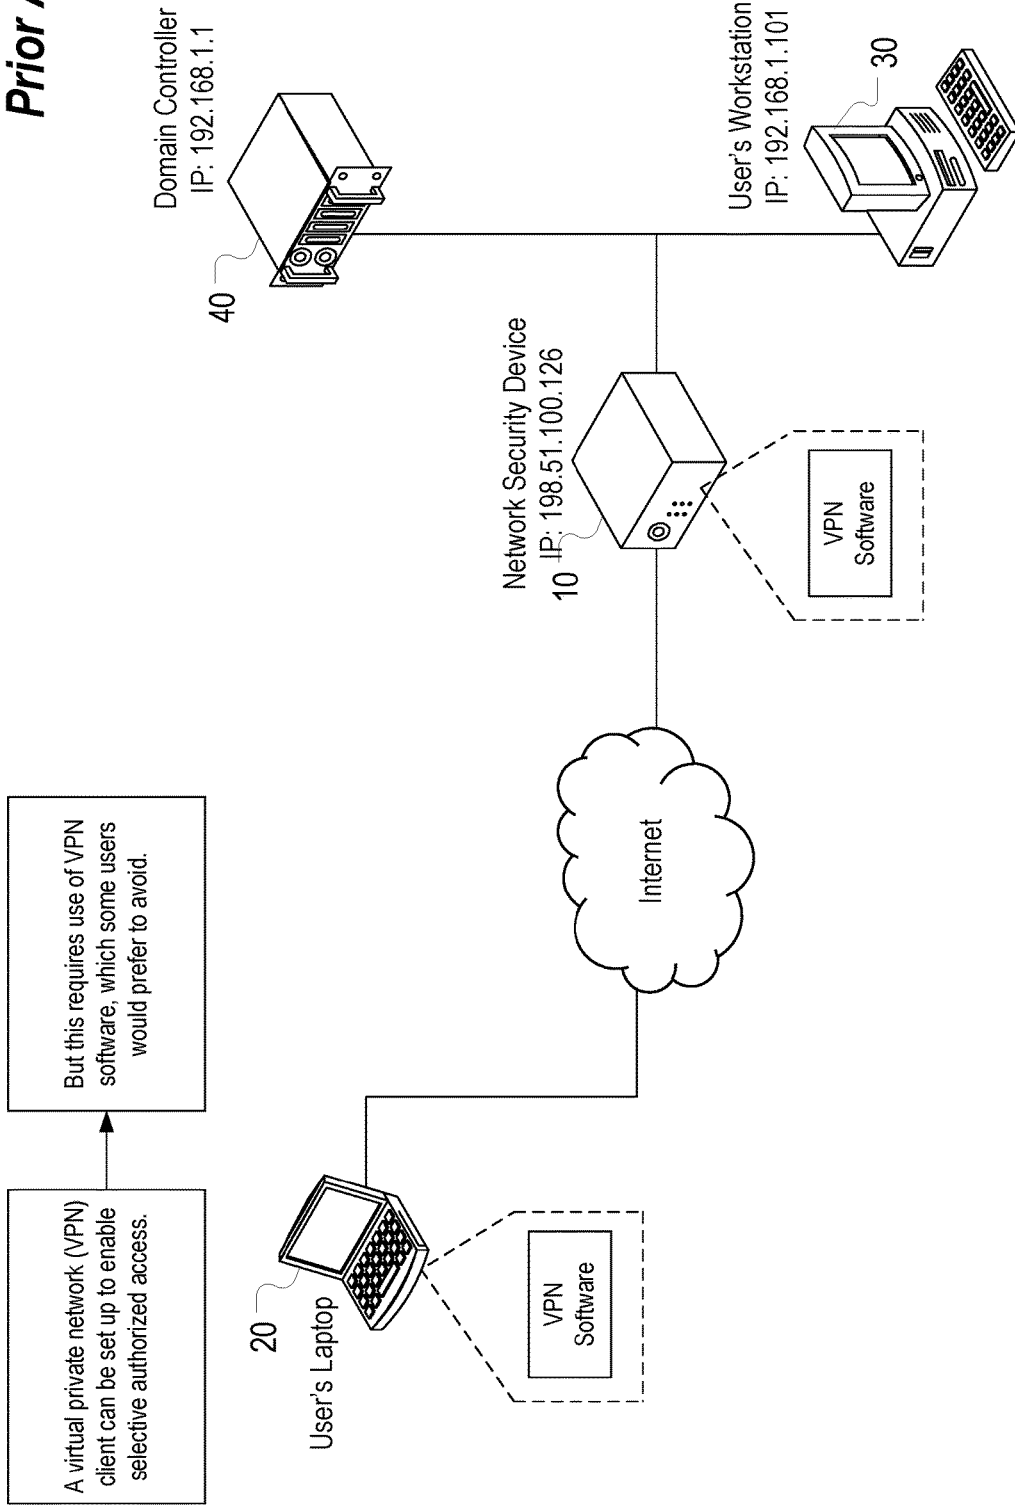 Prior
A virtual private network (VPN)
client can be set up to enable
selective authorized access.
But this requires use of VPN
software, which some users
would prefer to avoid.
Domain Controller
IP: 192.168.1.1
40
20
User's Laptop
VPN
Software
Internet
Network Security Device
IP: 198.51.100.126
10
VPN
Software
User's Workstation
IP: 192.168.1.101
30